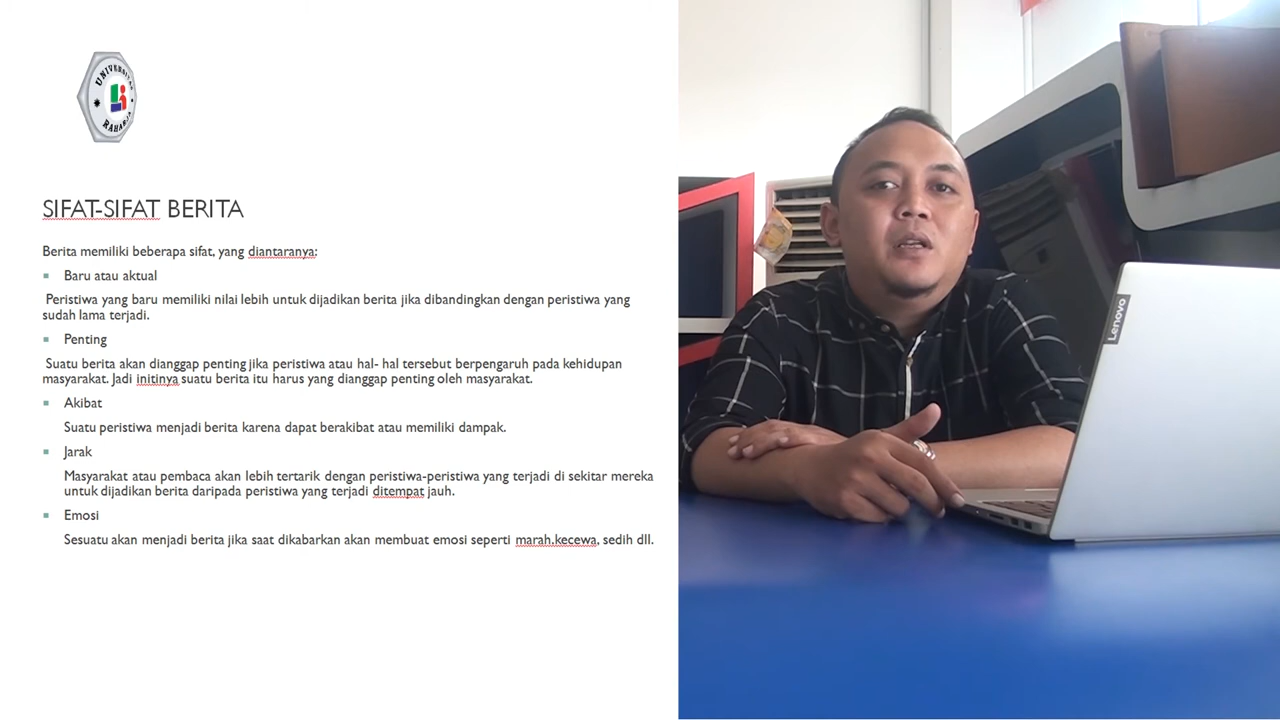 UNIVERSITAS
RAHARJA
SIFAT-SIFAT BERITA
Berita memiliki beberapa sifat, yang diantaranya:
Baru atau aktual
Peristiwa yang baru memiliki nilai lebih untuk dijadikan berita jika dibandingkan dengan peristiwa yang
sudah lama terjadi.
Penting
Suatu berita akan dianggap penting jika peristiwa atau hal- hal tersebut berpengaruh pada kehidupan
masyarakat. Jadi initinya suatu berita itu harus yang dianggap penting oleh masyarakat.
Akibat
Suatu peristiwa menjadi berita karena dapat berakibat atau memiliki dampak.
Jarak
Masyarakat atau pembaca akan lebih tertarik dengan peristiwa-peristiwa yang terjadi di sekitar mereka
untuk dijadikan berita daripada peristiwa yang terjadi ditempat jauh.
Emosi
Sesuatu akan menjadi berita jika saat dikabarkan akan membuat emosi seperti marah.kecewa, sedih dll.
Lenovo